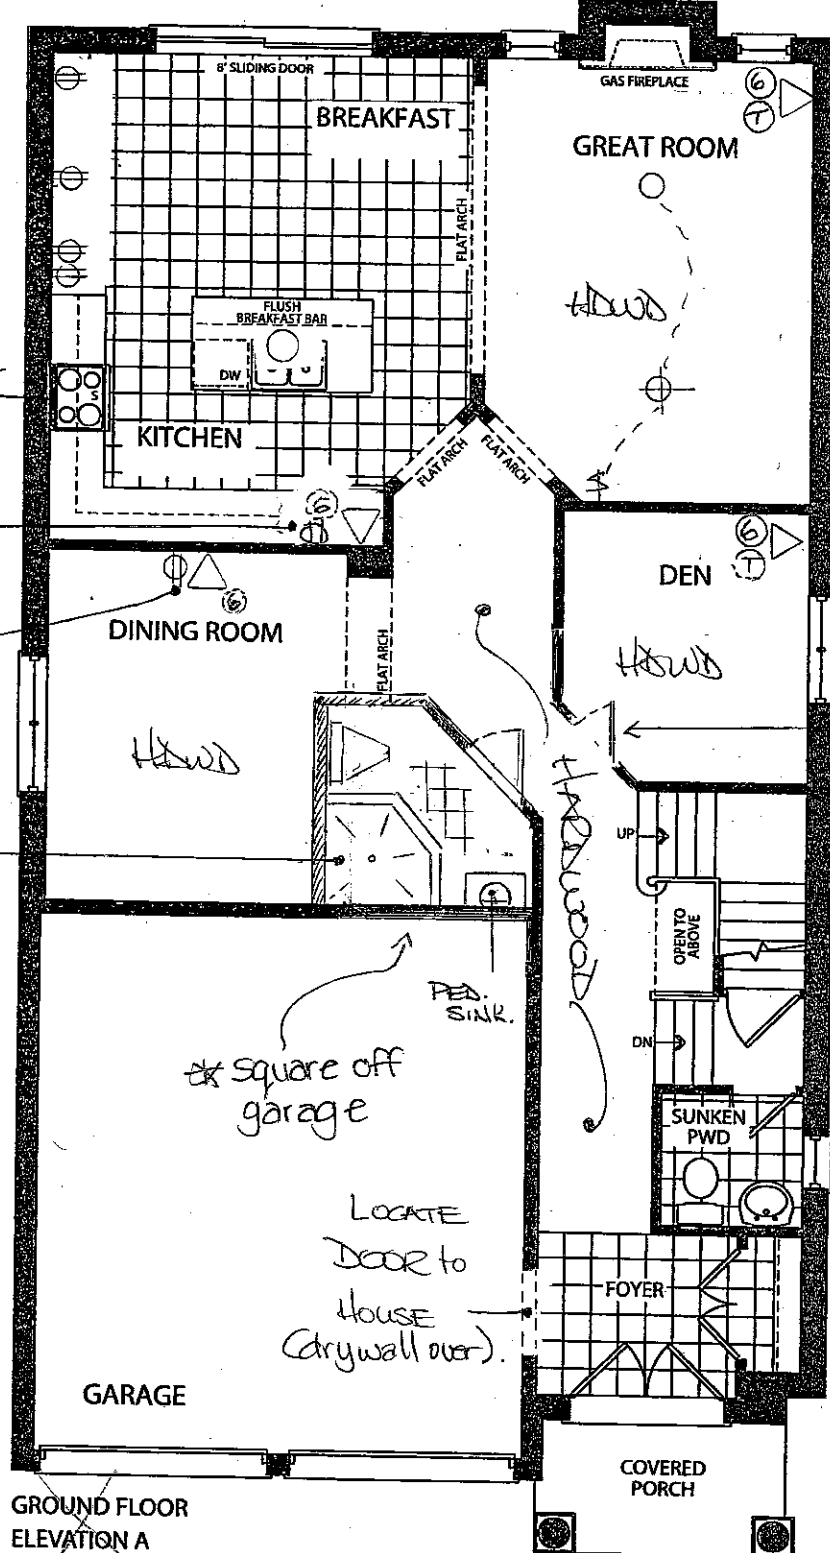 8' SLIDING DOOR
BREAKFAST
GAS FIREPLACE
6
T
GREAT ROOM
FLAT ARCH
HDWD
FLUSH
BREAKFAST BAR
DW
S
KITCHEN
FLAT ARCH
FLAT ARCH
6
6
T
DEN
6
DINING ROOM
FLAT ARCH
HDWD
HDWD
HARDWOOD
UP
OPEN TO
ABOVE
PED.
SINK.
DN
* square off
garage
SUNKEN
PWD
LOCATE
DOOR to
HOUSE
(drywall over).
FOYER
GARAGE
COVERED
PORCH
GROUND FLOOR
ELEVATION A